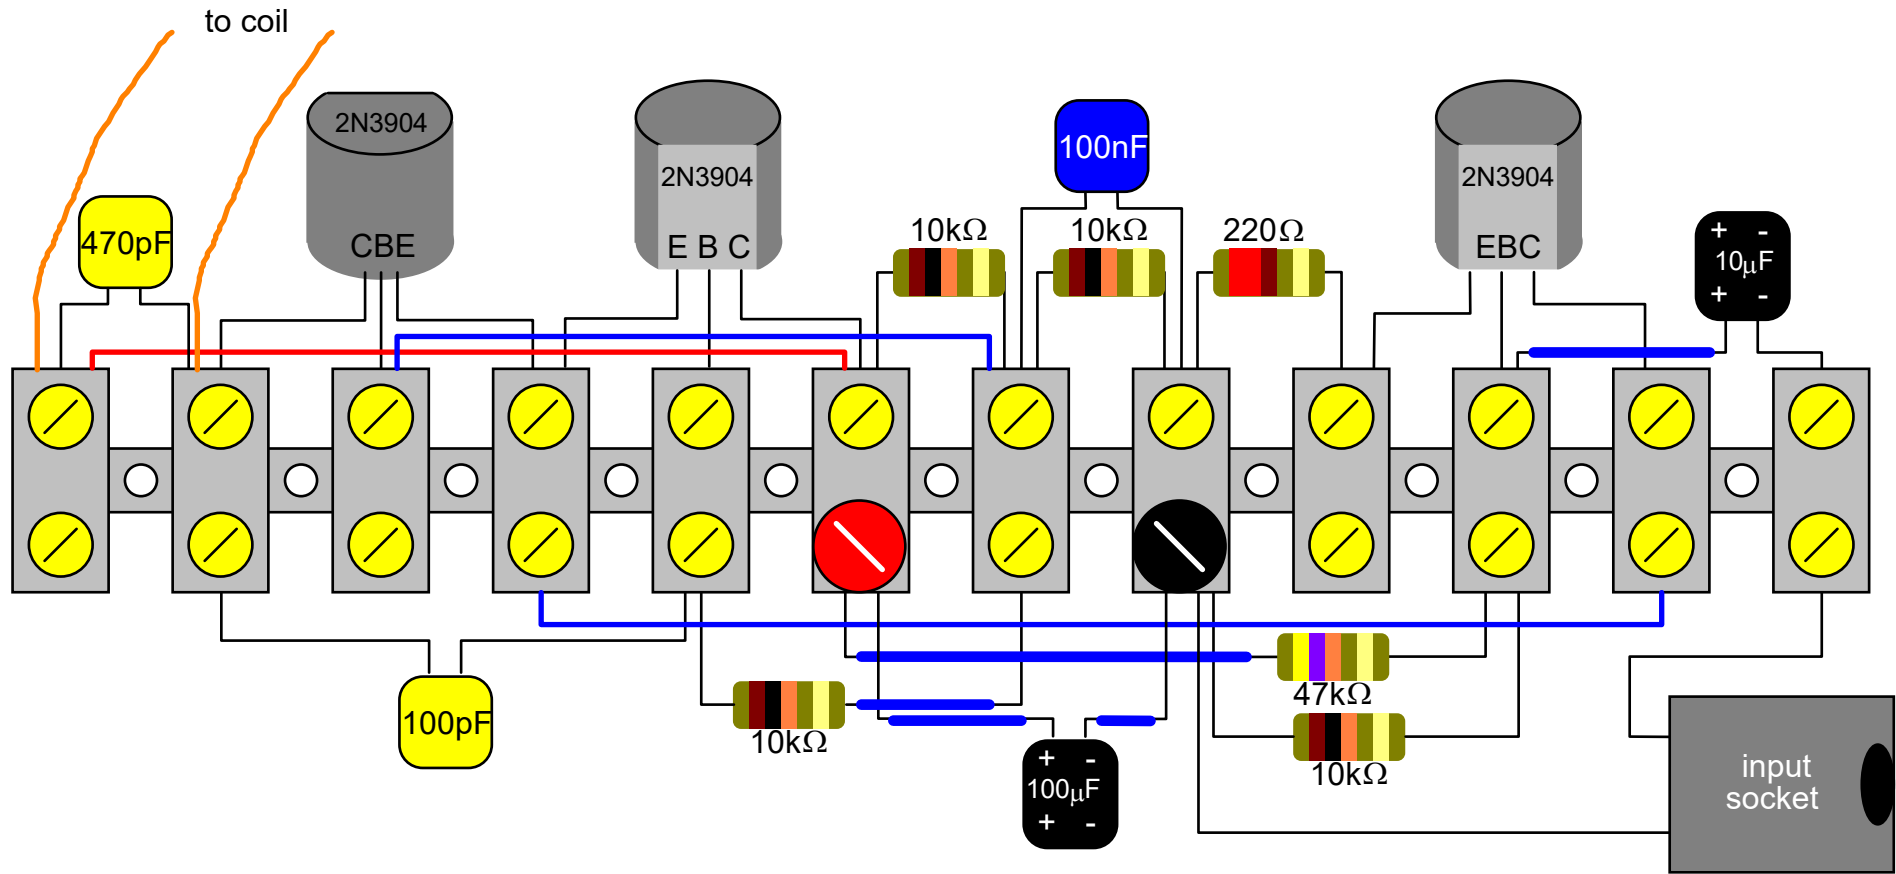 to coil
2N3904
2N3904
100nF
2N3904
470pF
CBE
E B C
10kΩ
10kΩ
220Ω
EBC
+ -
10μF
+ -
100pF
10kΩ
+ -
100μF
+ -
47kΩ
10kΩ
input
socket